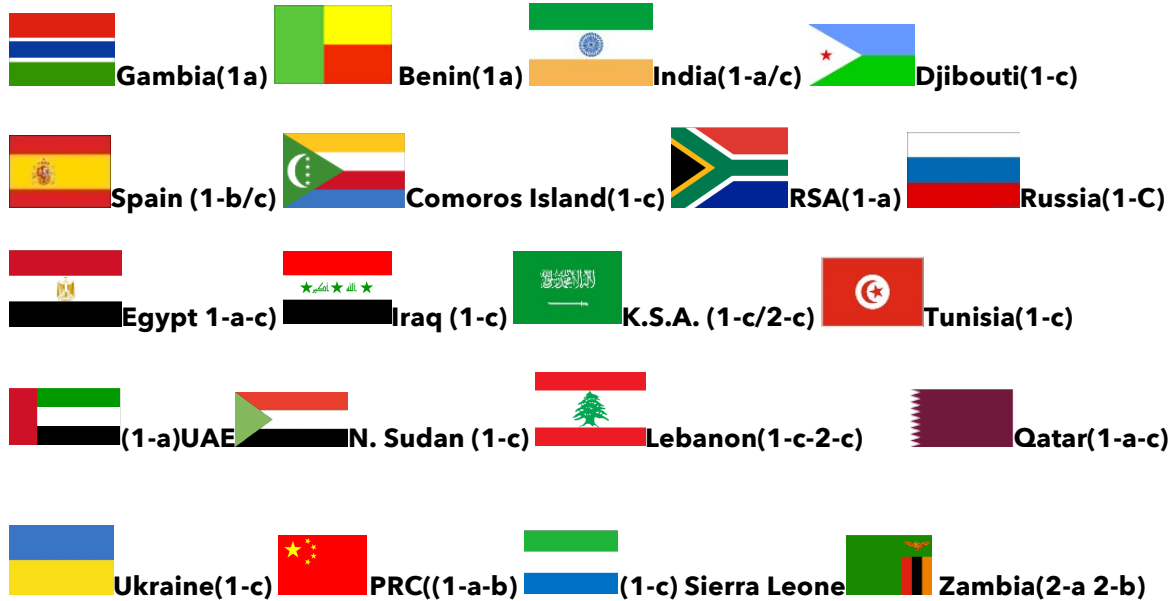 Gambia(1a) Benin(1a) India(1-a/c) Djibouti(1-c)
Spain (1-b/c) Comoros Island(1-c) RSA(1-a) Russia(1-C)
Egypt 1-a-c) Iraq (1-c) K.S.A. (1-c/2-c) Tunisia(1-c)
(1-a)UAE N. Sudan (1-c) Lebanon(1-c-2-c) Qatar(1-a-c)
Ukraine(1-c) PRC((1-a-b) (1-c) Sierra Leone Zambia(2-a 2-b)